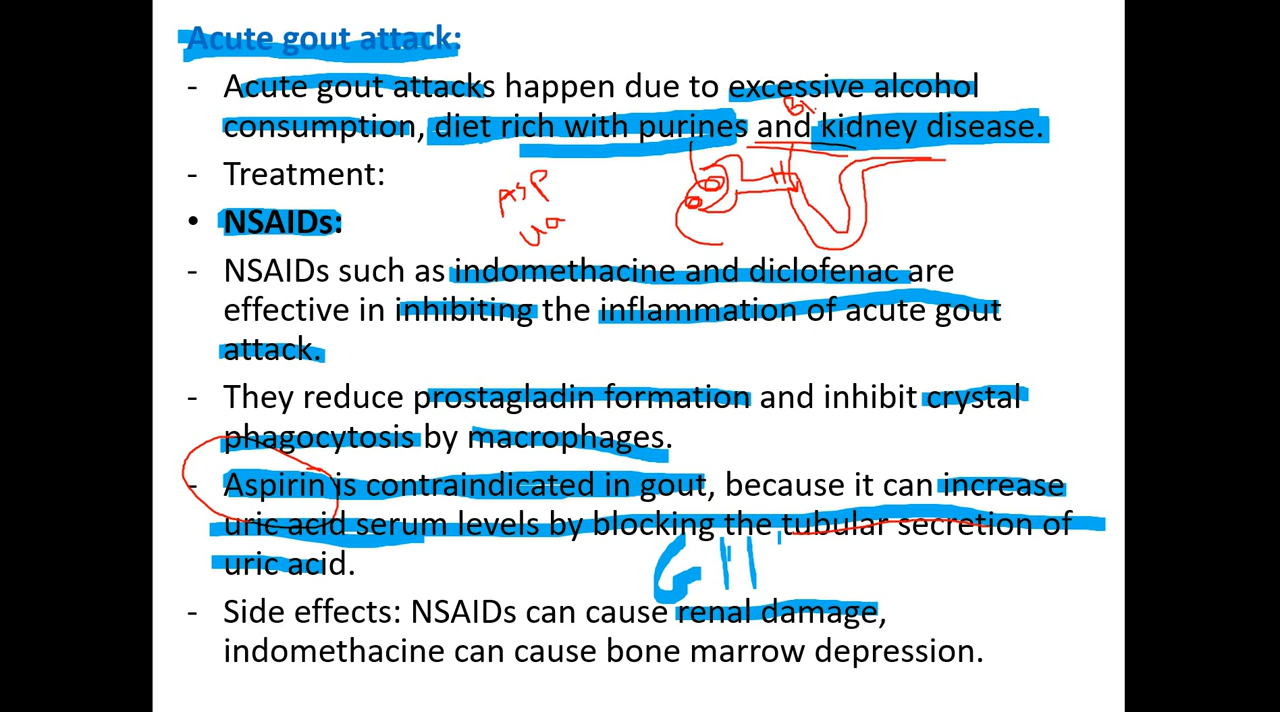 Acute gout attack:
- Acute gout attacks happen due to excessive alcohol
consumption, diet rich with purines and kidney disease.
- Treatment:
• NSAIDs:
- NSAIDs such as indomethacine and diclofenac are
effective in inhibiting the inflammation of acute gout
attack.
- They reduce prostagladin formation and inhibit crystal
phagocytosis by macrophages.
- Aspirin is contraindicated in gout, because it can increase
uric acid serum levels by blocking the tubular secretion of
uric acid.
- Side effects: NSAIDs can cause renal damage,
indomethacine can cause bone marrow depression.
ASP
ua